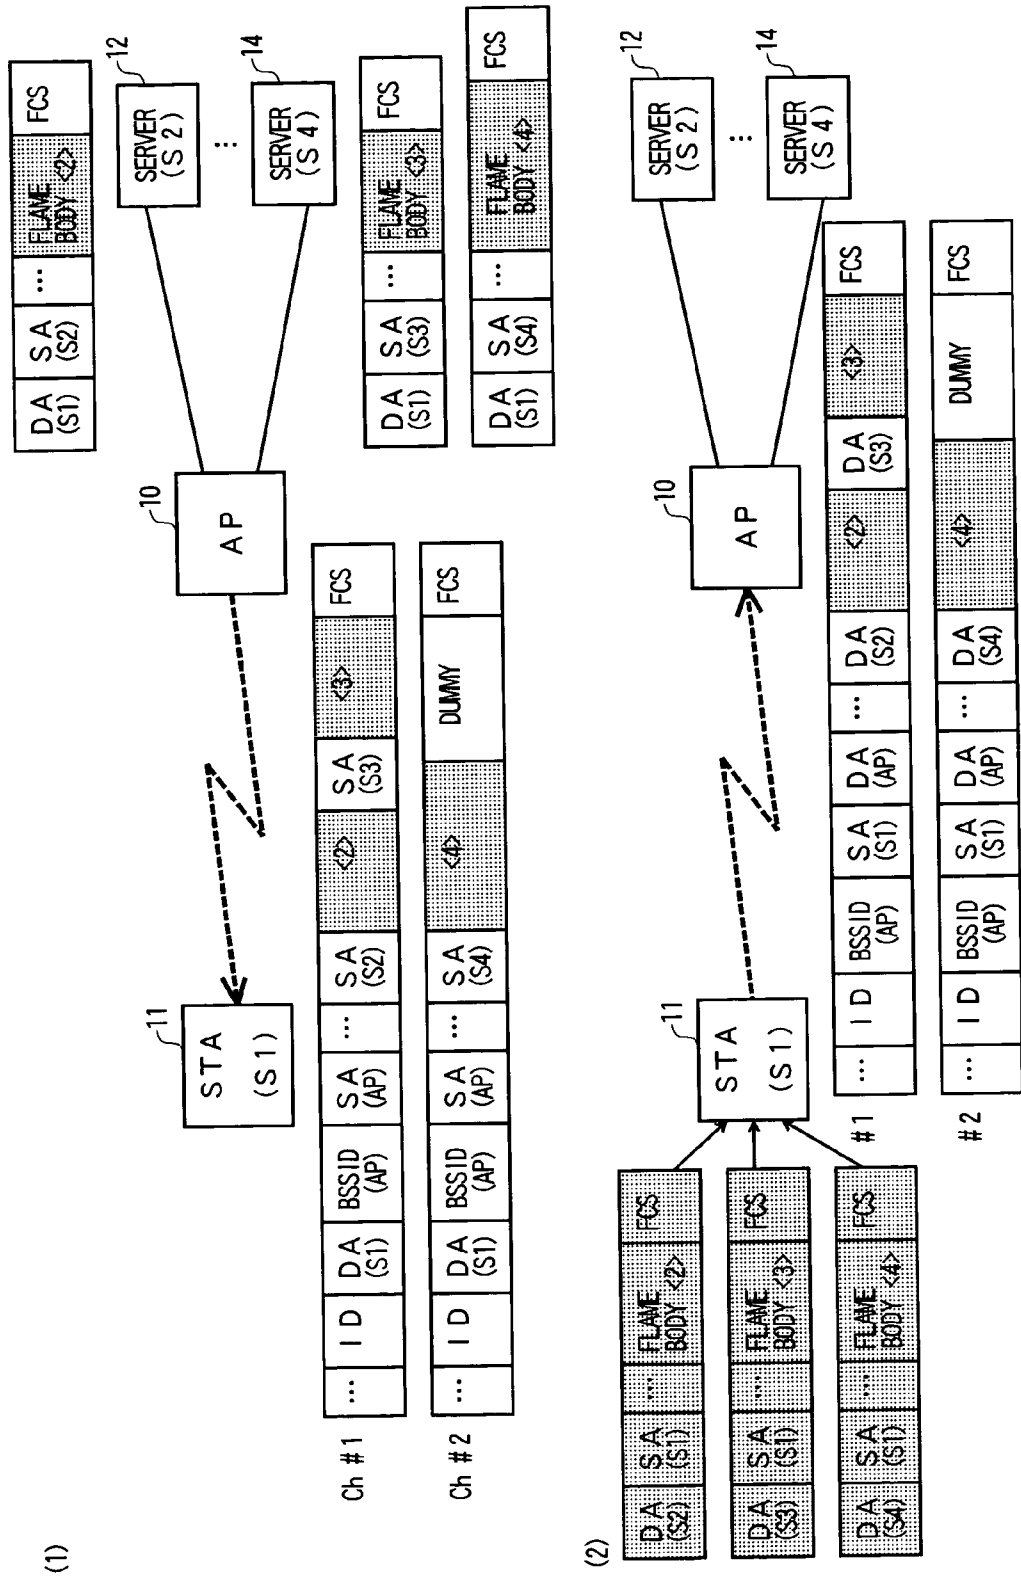 (1)
DA (S1) SA (S2) ... FLAME BODY <2> FCS
SERVER (S2) 12
⋮
SERVER (S4) 14
AP 10
STA (S1) 11
DA (S1) SA (S3) ... FLAME BODY <3> FCS
DA (S1) SA (S4) ... FLAME BODY <4> FCS
Ch #1 ... ID DA (S1) BSSID (AP) SA (AP) ... SA (S2) <2> SA (S3) <3> FCS
Ch #2 ... ID DA (S1) BSSID (AP) SA (AP) ... SA (S4) <4> DUMMY FCS
(2)
DA (S2) SA (S1) ... FLAME BODY <2> FCS
DA (S3) SA (S1) ... FLAME BODY <3> FCS
DA (S4) SA (S1) ... FLAME BODY <4> FCS
STA (S1) 11
AP 10
SERVER (S2) 12
⋮
SERVER (S4) 14
#1 ... ID BSSID (AP) SA (S1) DA (AP) ... DA (S2) <2> DA (S3) <3> FCS
#2 ... ID BSSID (AP) SA (S1) DA (AP) ... DA (S4) <4> DUMMY FCS